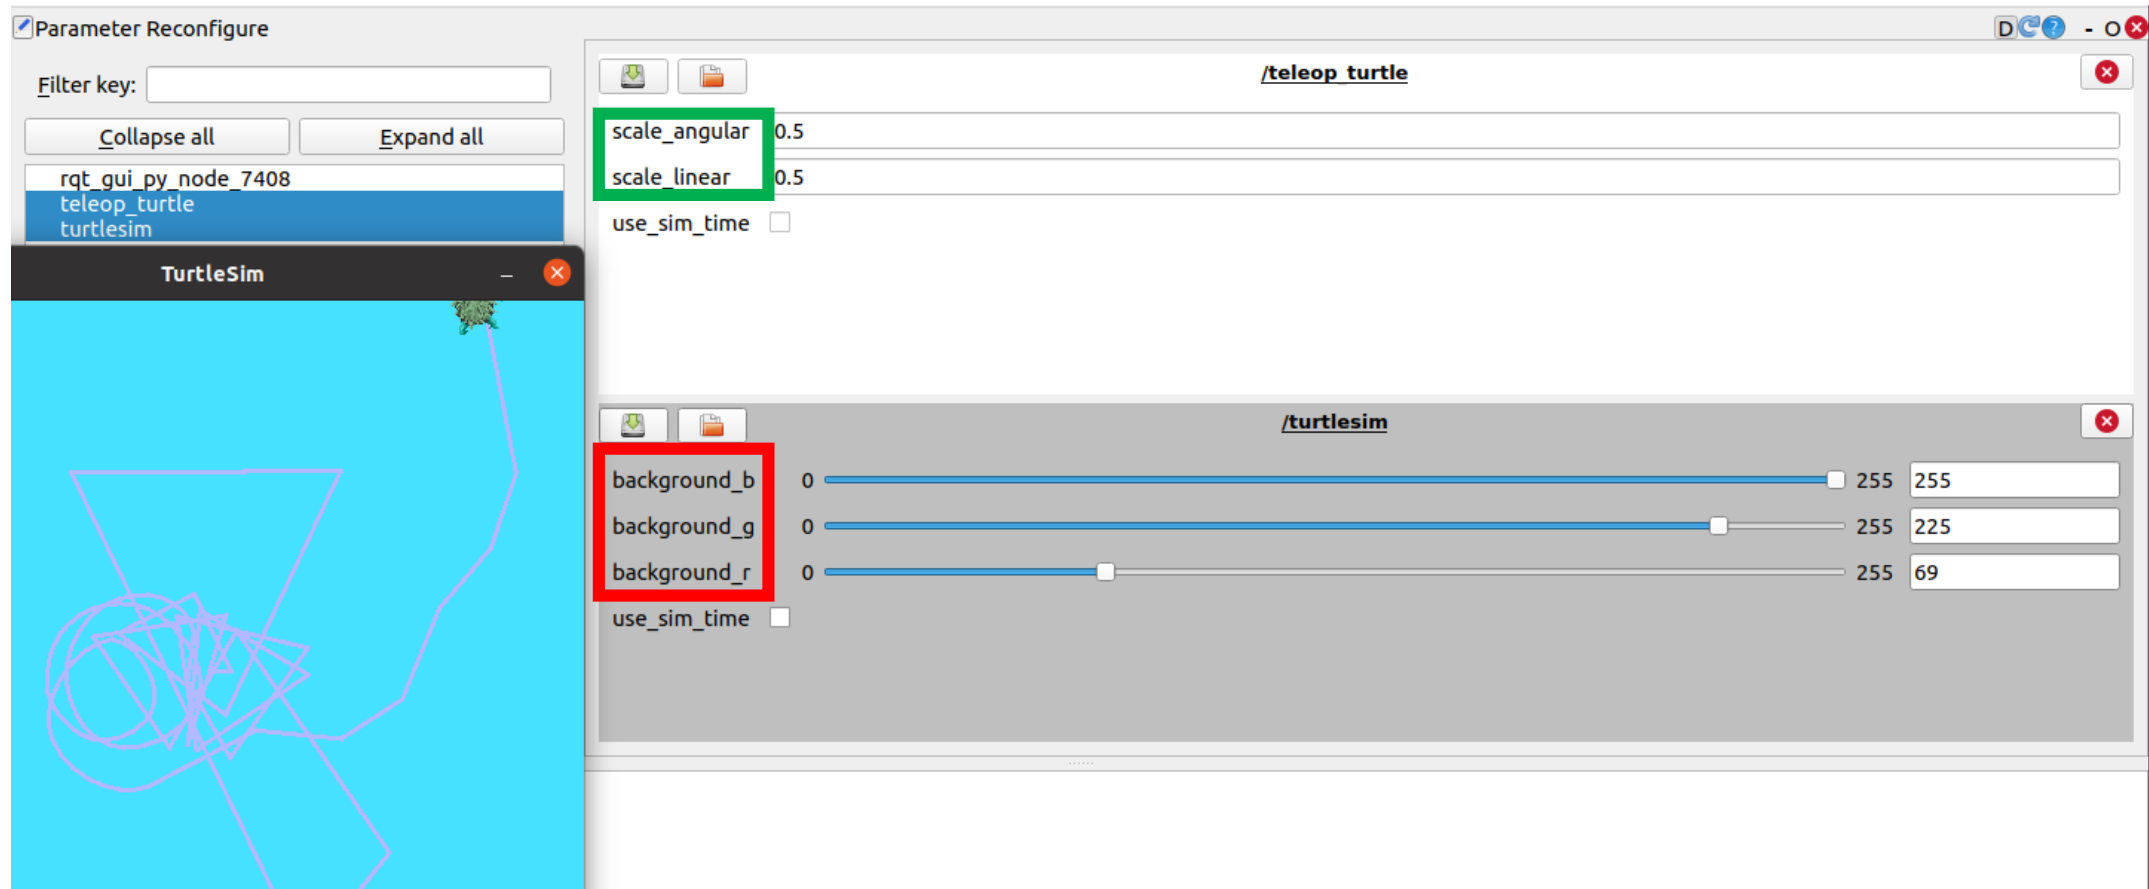 Parameter Reconfigure
D ? - O
Filter key:
Collapse all Expand all
rqt_gui_py_node_7408
teleop_turtle
turtlesim
TurtleSim
/teleop_turtle
scale_angular 0.5
scale_linear 0.5
use_sim_time
/turtlesim
background_b 0 255 255
background_g 0 255 225
background_r 0 255 69
use_sim_time